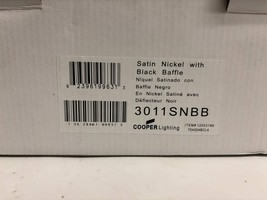 Satin Nickel with
Black Baffle
Níquel Satinado con
Baffle Negro
En Nickel Satiné avec
Déflecteur Noir
3011SNBB
COOPER Lighting